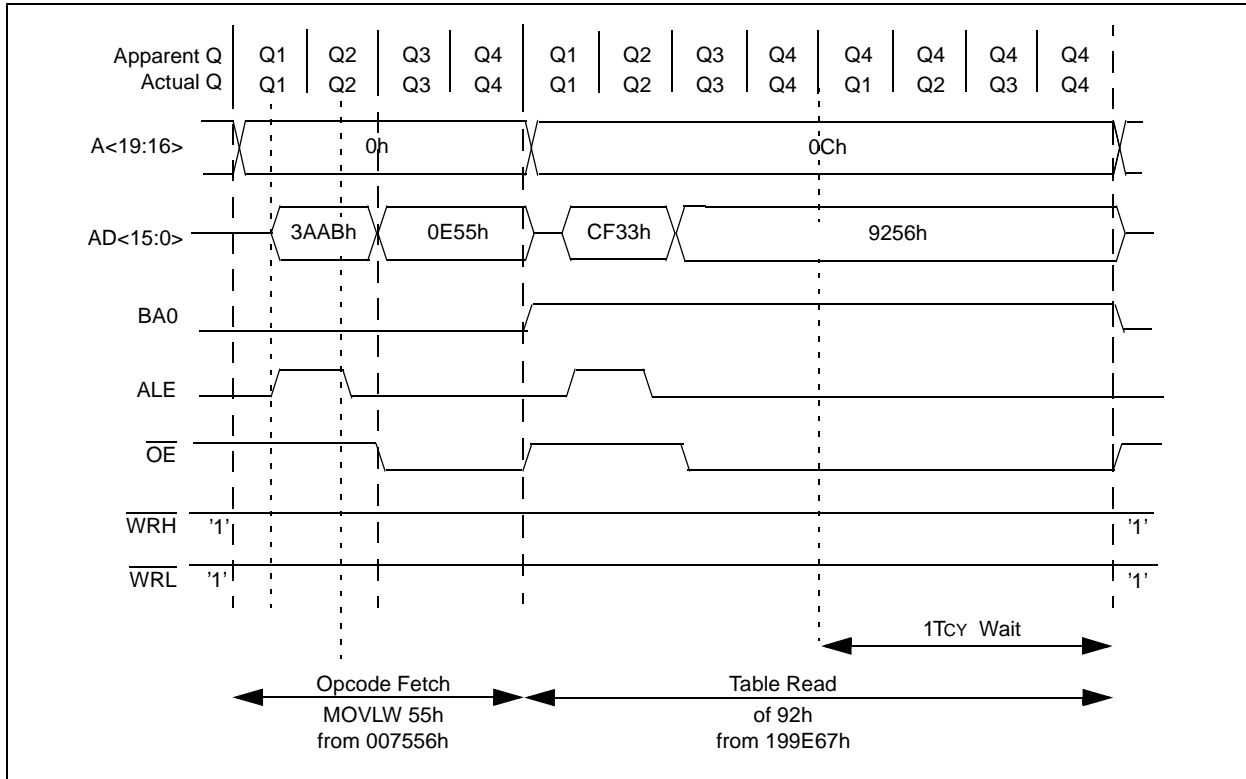 Apparent Q Q1 Q2 Q3 Q4 Q1 Q2 Q3 Q4 Q4 Q4 Q4 Q4
Actual Q Q1 Q2 Q3 Q4 Q1 Q2 Q3 Q4 Q1 Q2 Q3 Q4
A<19:16> 0h 0Ch
AD<15:0> 3AABh 0E55h CF33h 9256h
BA0
ALE
OE
WRH '1' '1'
WRL '1' '1'
1TCY Wait
Opcode Fetch Table Read
MOVLW 55h of 92h
from 007556h from 199E67h